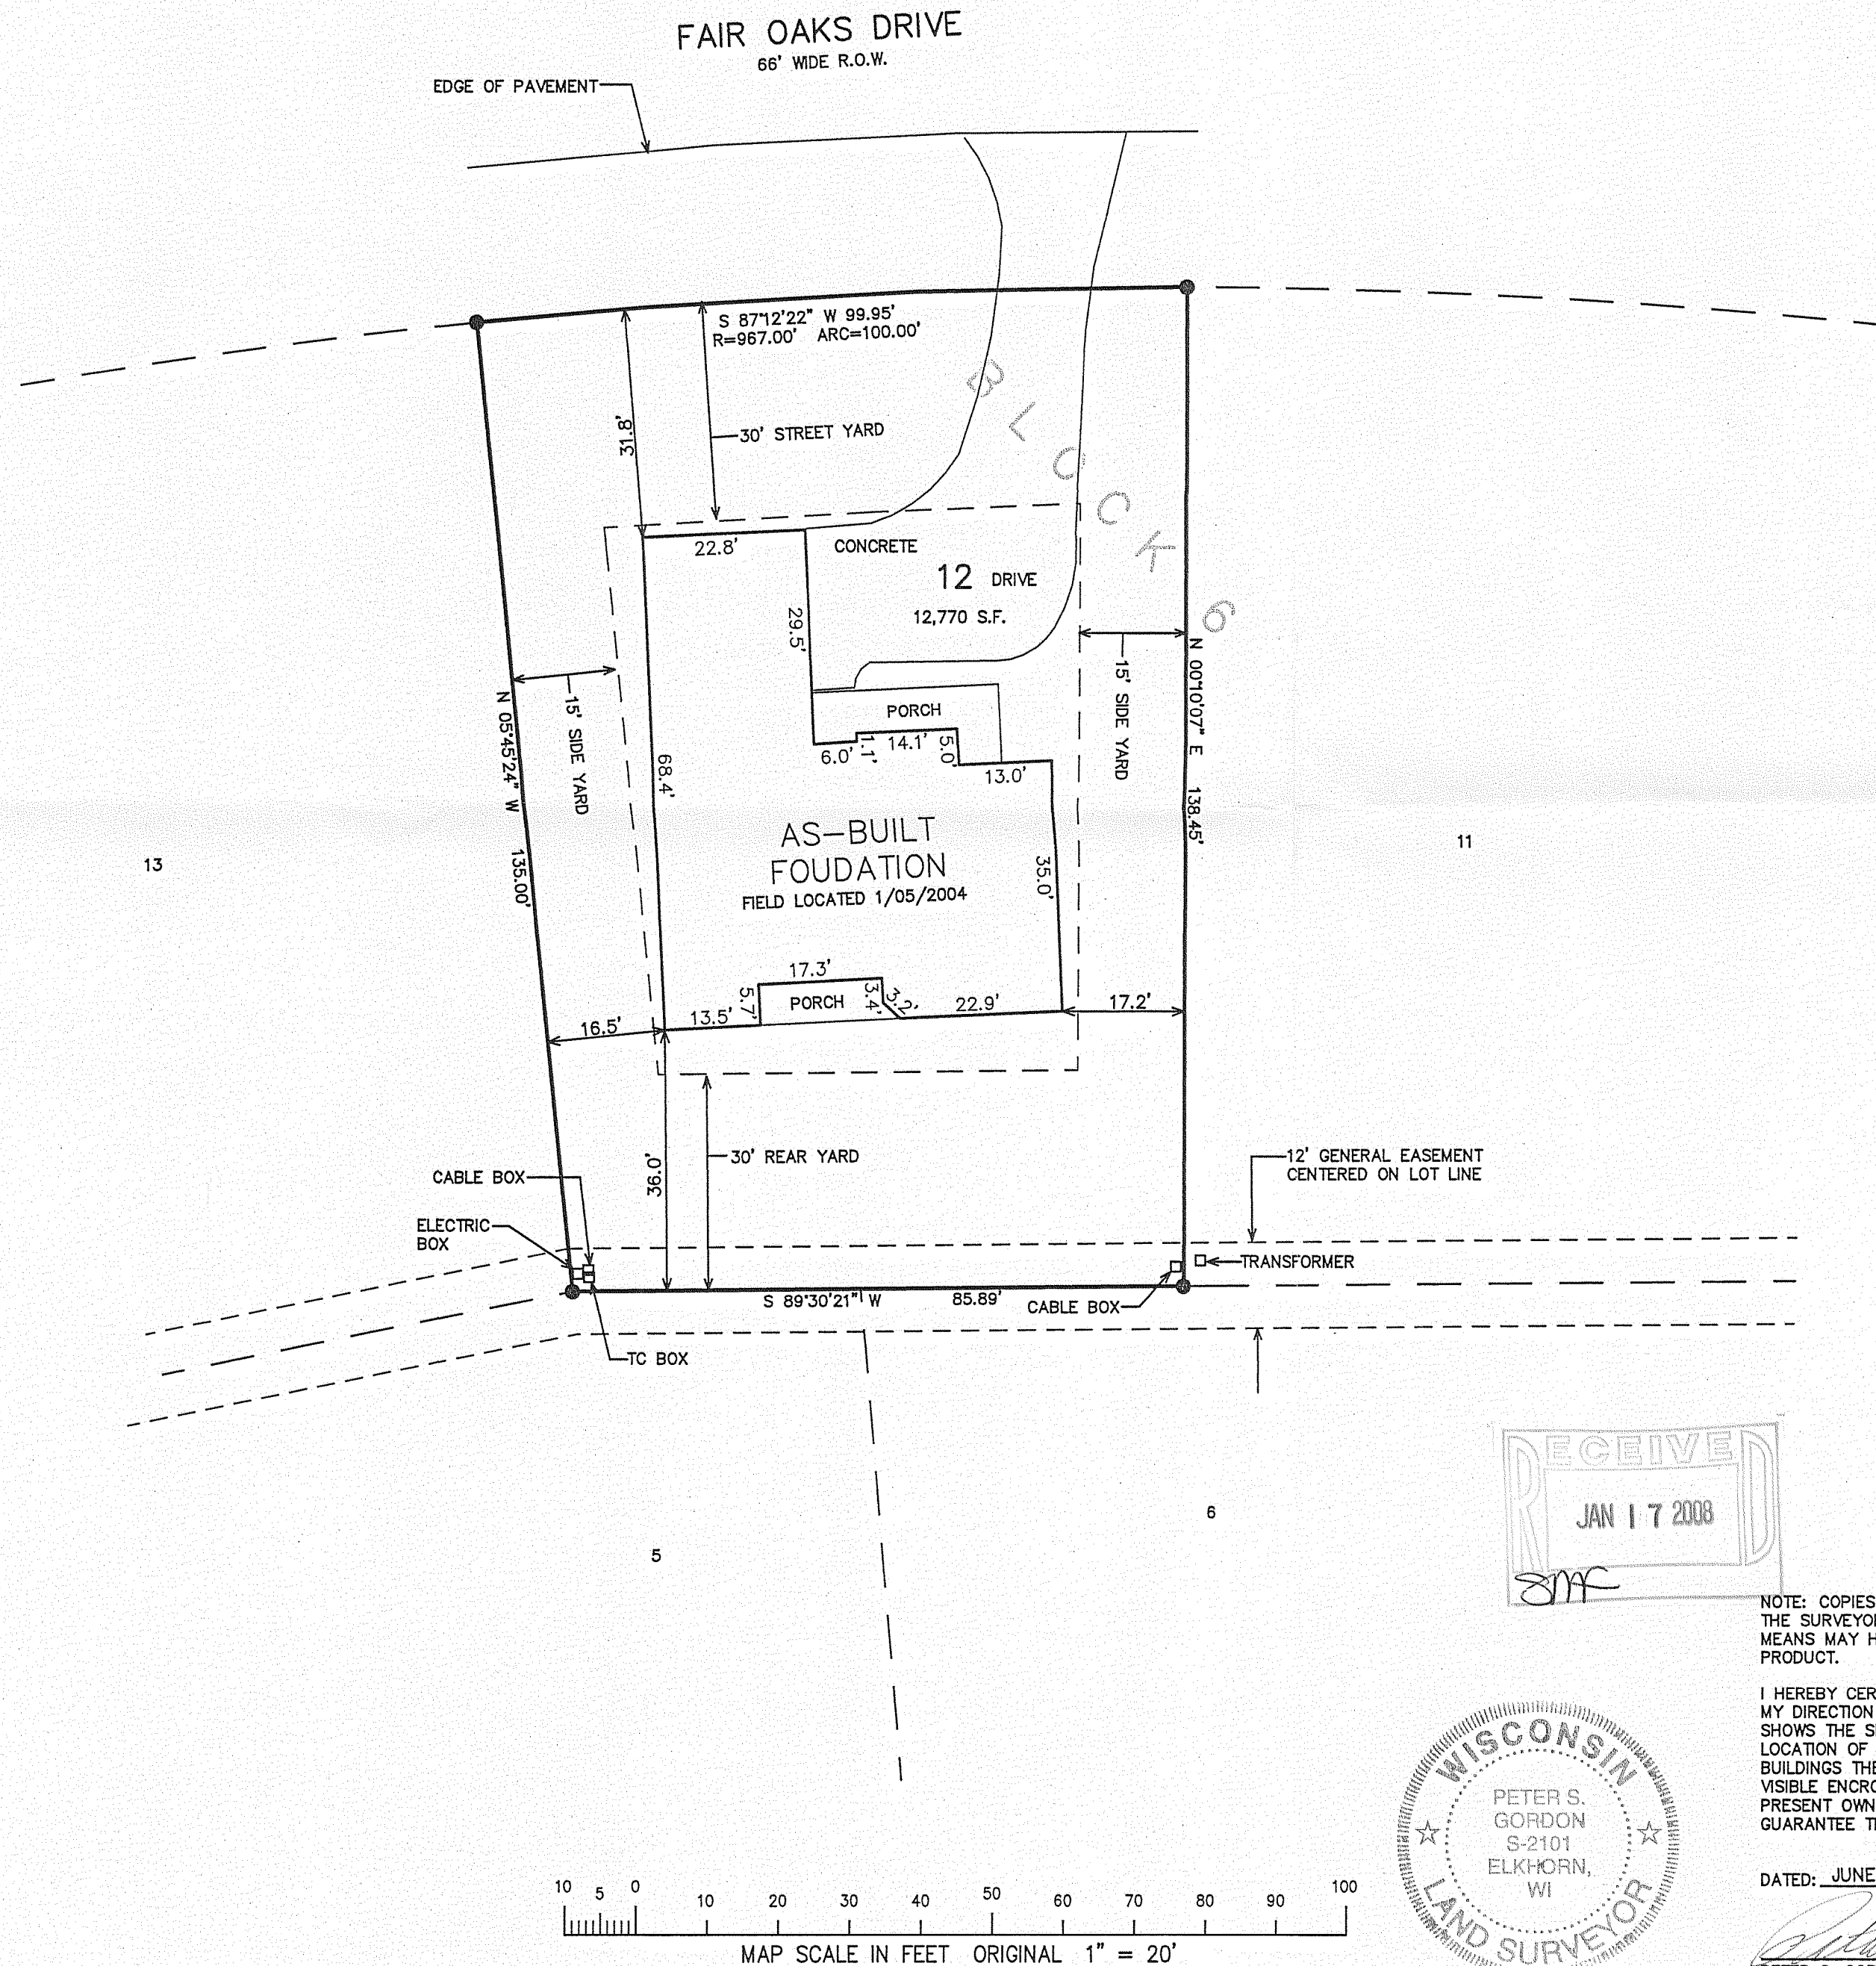 FAIR OAKS DRIVE
66' WIDE R.O.W.
EDGE OF PAVEMENT
S 87°12'22" W 99.95'
R=967.00' ARC=100.00'
BLOCK 6
31.8'
30' STREET YARD
22.8'
CONCRETE
12 DRIVE
12,770 S.F.
29.5'
15' SIDE YARD
N 05°45'24" W 135.00'
15' SIDE YARD
N 00°10'07" E 138.45'
PORCH
6.0'
1.1'
14.1'
5.0'
13.0'
68.4'
AS-BUILT
FOUDATION
FIELD LOCATED 1/05/2004
35.0'
13
11
17.3'
5.7'
PORCH
3.4'
3.2'
22.9'
17.2'
13.5'
16.5'
36.0'
30' REAR YARD
12' GENERAL EASEMENT
CENTERED ON LOT LINE
CABLE BOX
ELECTRIC
BOX
TRANSFORMER
S 89°30'21" W 85.89'
CABLE BOX
TC BOX
5
6
RECEIVED
JAN 17 2008
NOTE: COPIES
THE SURVEYO
MEANS MAY H
PRODUCT.
I HEREBY CER
MY DIRECTION
SHOWS THE S
LOCATION OF
BUILDINGS THE
VISIBLE ENCRO
PRESENT OWN
GUARANTEE T
DATED: JUNE
WISCONSIN
PETER S.
GORDON
S-2101
ELKHORN,
WI
LAND SURVEYOR
10 5 0 10 20 30 40 50 60 70 80 90 100
MAP SCALE IN FEET ORIGINAL 1" = 20'